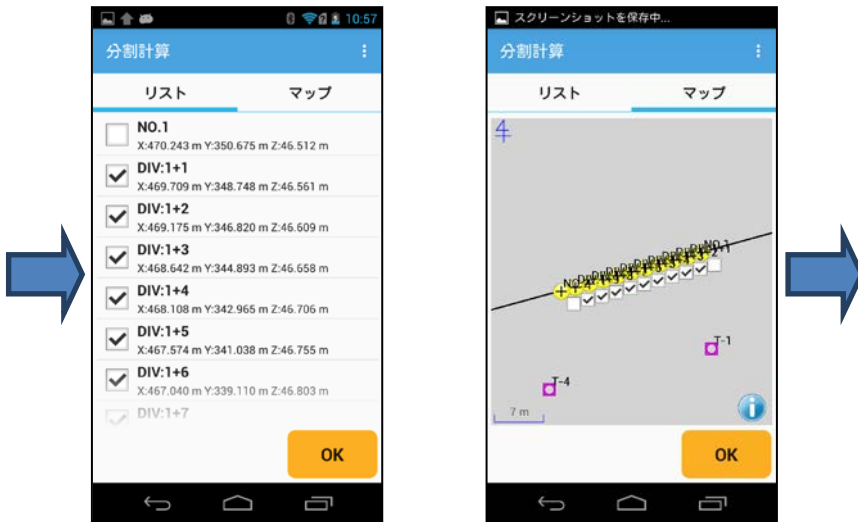 10:57
分割計算
リスト マップ
NO.1
X:470.243 m Y:350.675 m Z:46.512 m
DIV:1+1
X:469.709 m Y:348.748 m Z:46.561 m
DIV:1+2
X:469.175 m Y:346.820 m Z:46.609 m
DIV:1+3
X:468.642 m Y:344.893 m Z:46.658 m
DIV:1+4
X:468.108 m Y:342.965 m Z:46.706 m
DIV:1+5
X:467.574 m Y:341.038 m Z:46.755 m
DIV:1+6
X:467.040 m Y:339.110 m Z:46.803 m
DIV:1+7
OK
スクリーンショットを保存中...
分割計算
リスト マップ
NO.1
T-1
T-4
7 m
OK